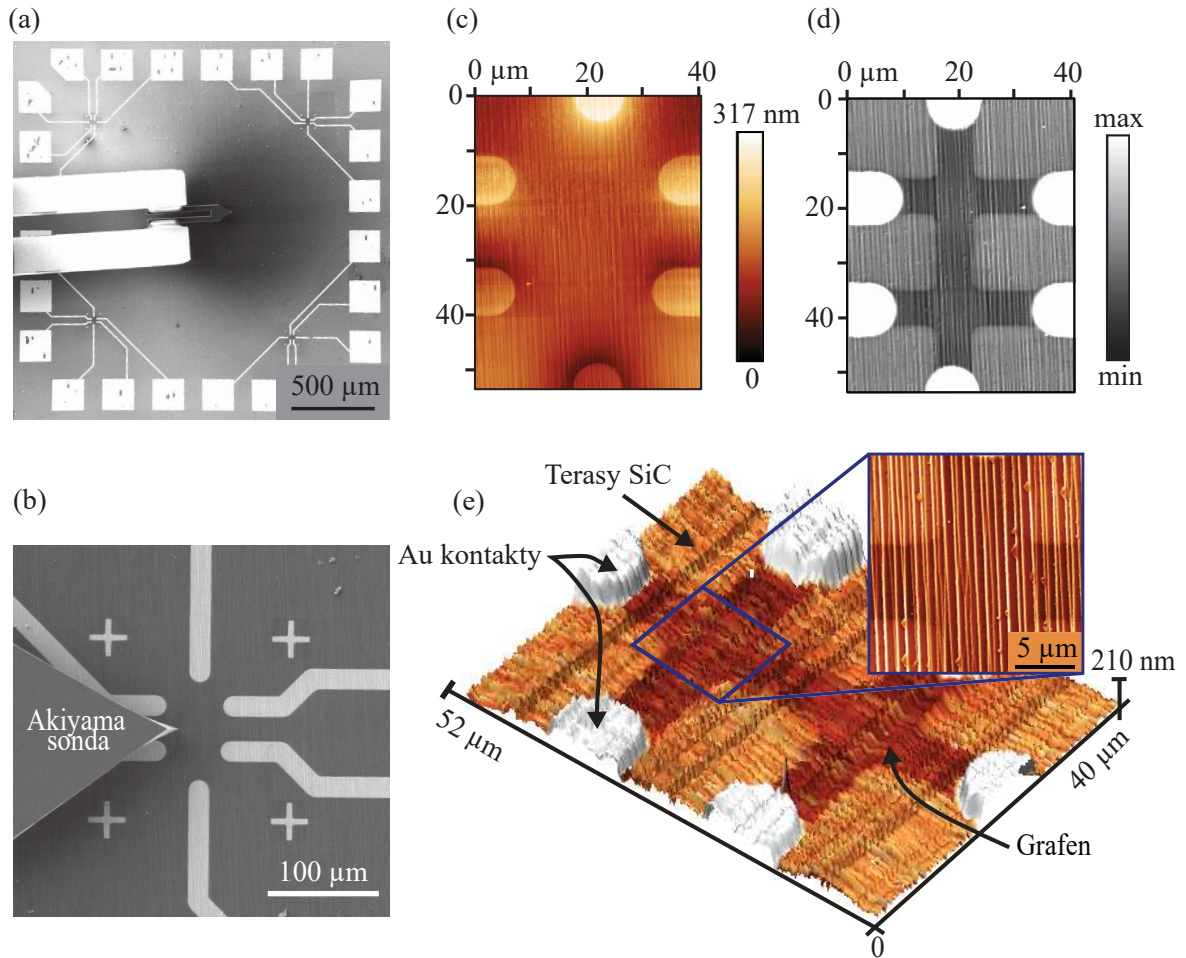 (a)
500 µm
(b)
Akiyama
sonda
100 µm
(c)
0 µm 20 40
0
20
40
317 nm
0
(d)
0 µm 20 40
0
20
40
max
min
(e)
Terasy SiC
Au kontakty
5 µm
210 nm
52 µm
40 µm
Grafen
0